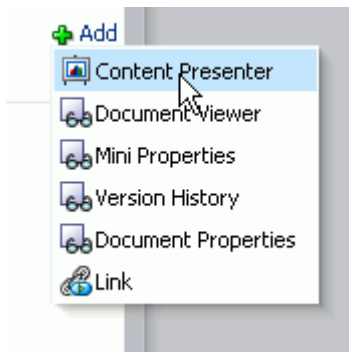 Add
Content Presenter
Document Viewer
Mini Properties
Version History
Document Properties
Link